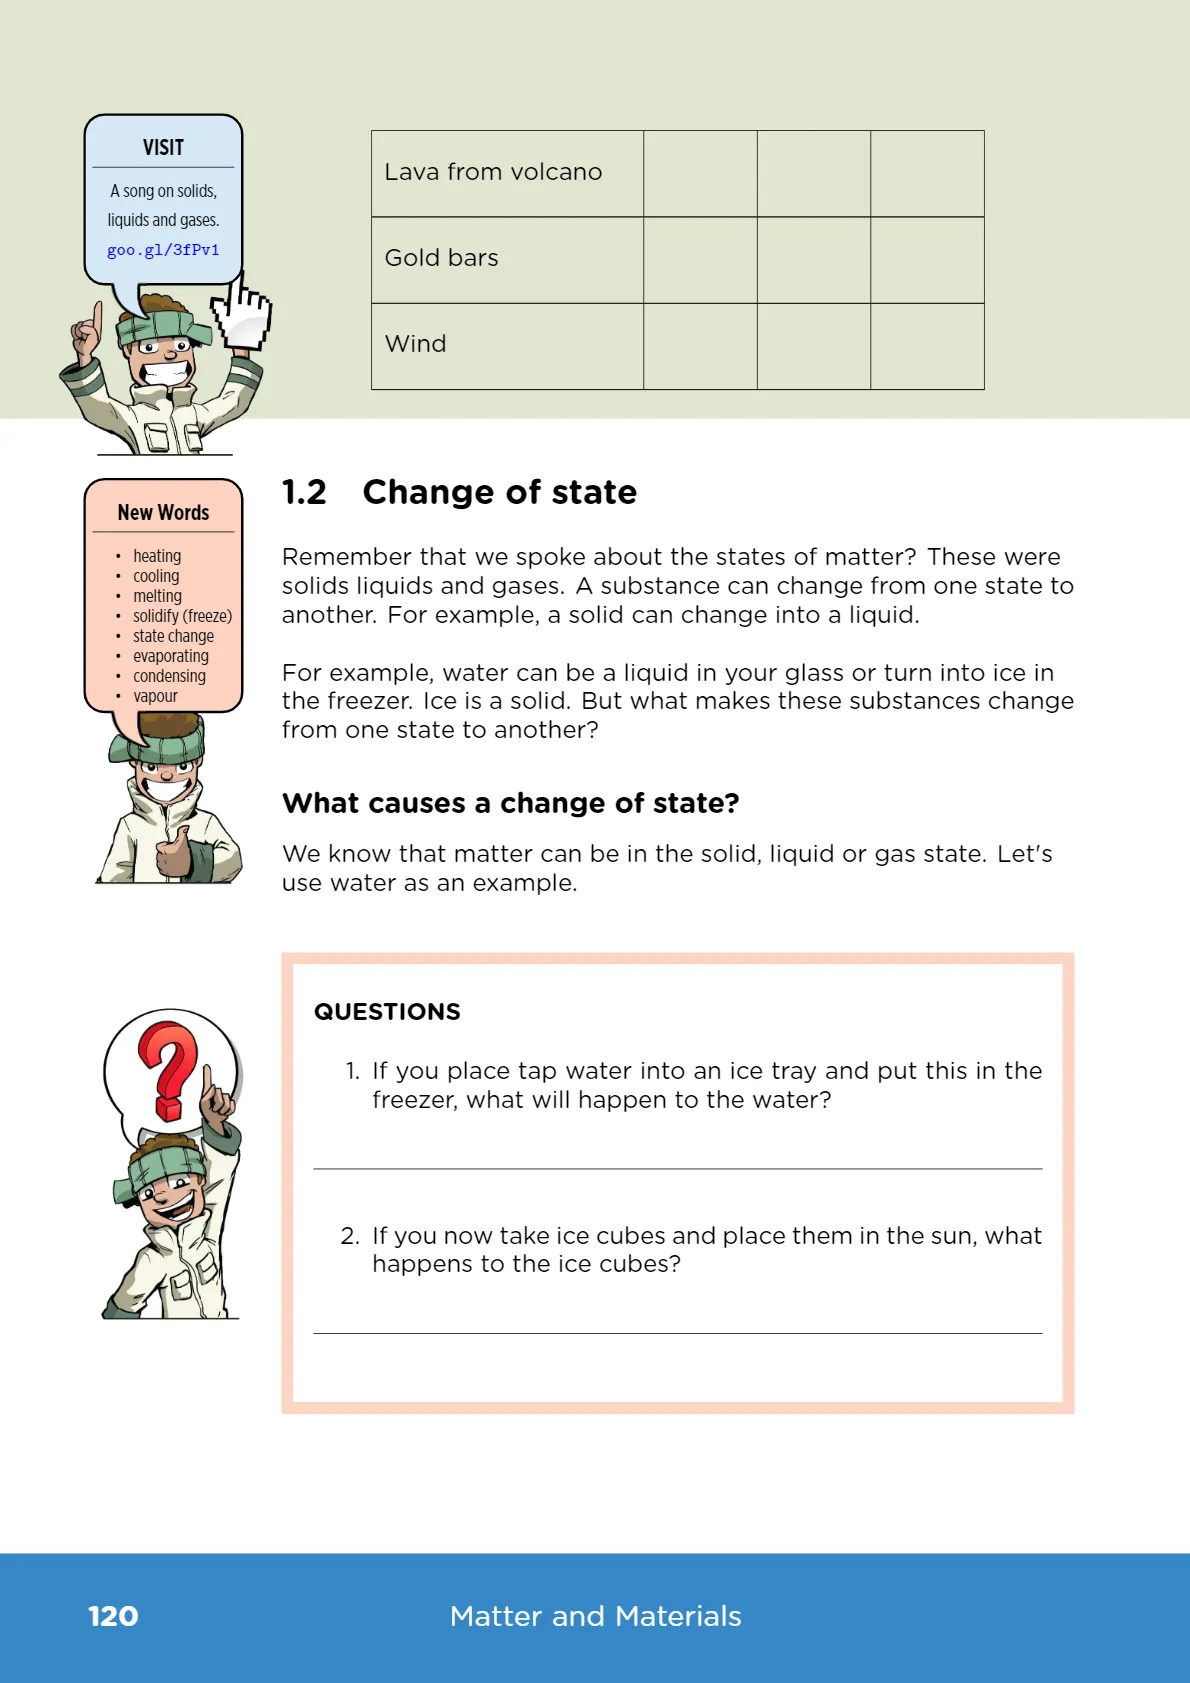 VISIT
A song on solids,
liquids and gases.
goo.gl/3fPv1
Lava from volcano
Gold bars
Wind
New Words
• heating
• cooling
• melting
• solidify (freeze)
• state change
• evaporating
• condensing
• vapour
1.2 Change of state
Remember that we spoke about the states of matter? These were
solids liquids and gases. A substance can change from one state to
another. For example, a solid can change into a liquid.
For example, water can be a liquid in your glass or turn into ice in
the freezer. Ice is a solid. But what makes these substances change
from one state to another?
What causes a change of state?
We know that matter can be in the solid, liquid or gas state. Let's
use water as an example.
?
QUESTIONS
1. If you place tap water into an ice tray and put this in the
freezer, what will happen to the water?
2. If you now take ice cubes and place them in the sun, what
happens to the ice cubes?
120
Matter and Materials